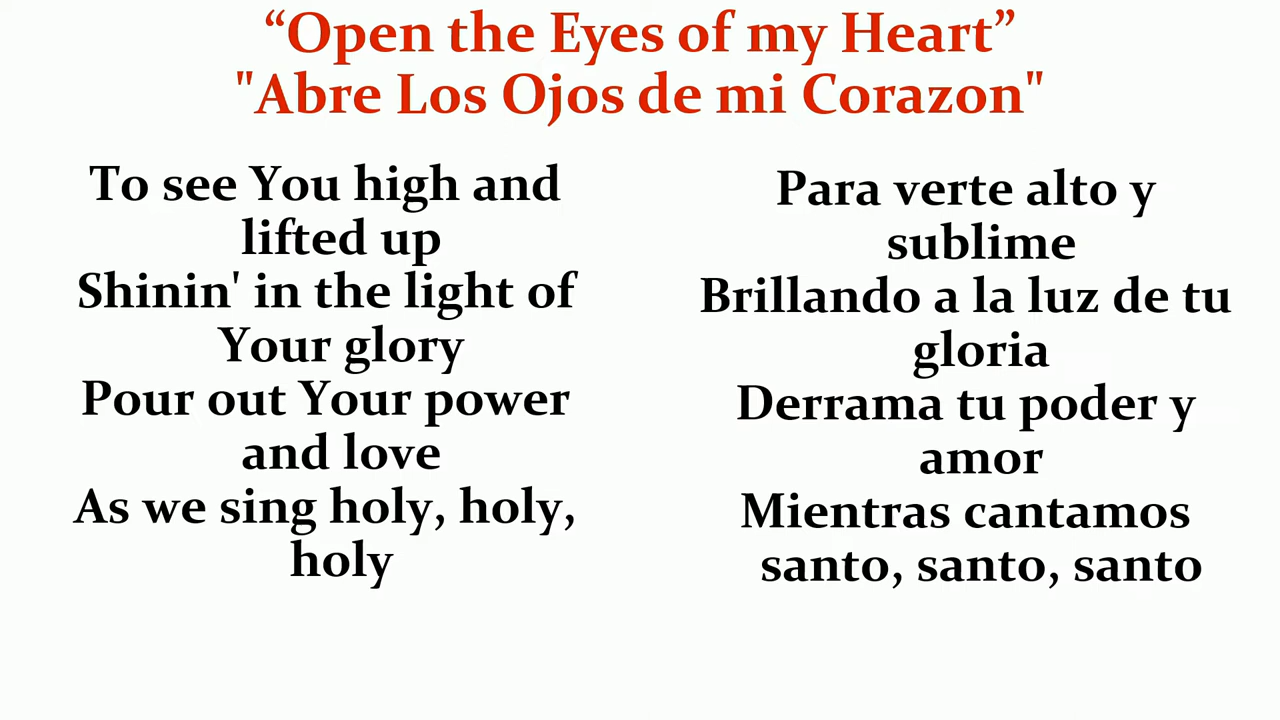 “Open the Eyes of my Heart”
"Abre Los Ojos de mi Corazon"
To see You high and
lifted up
Shinin' in the light of
Your glory
Pour out Your power
and love
As we sing holy, holy,
holy
Para verte alto y
sublime
Brillando a la luz de tu
gloria
Derrama tu poder y
amor
Mientras cantamos
santo, santo, santo